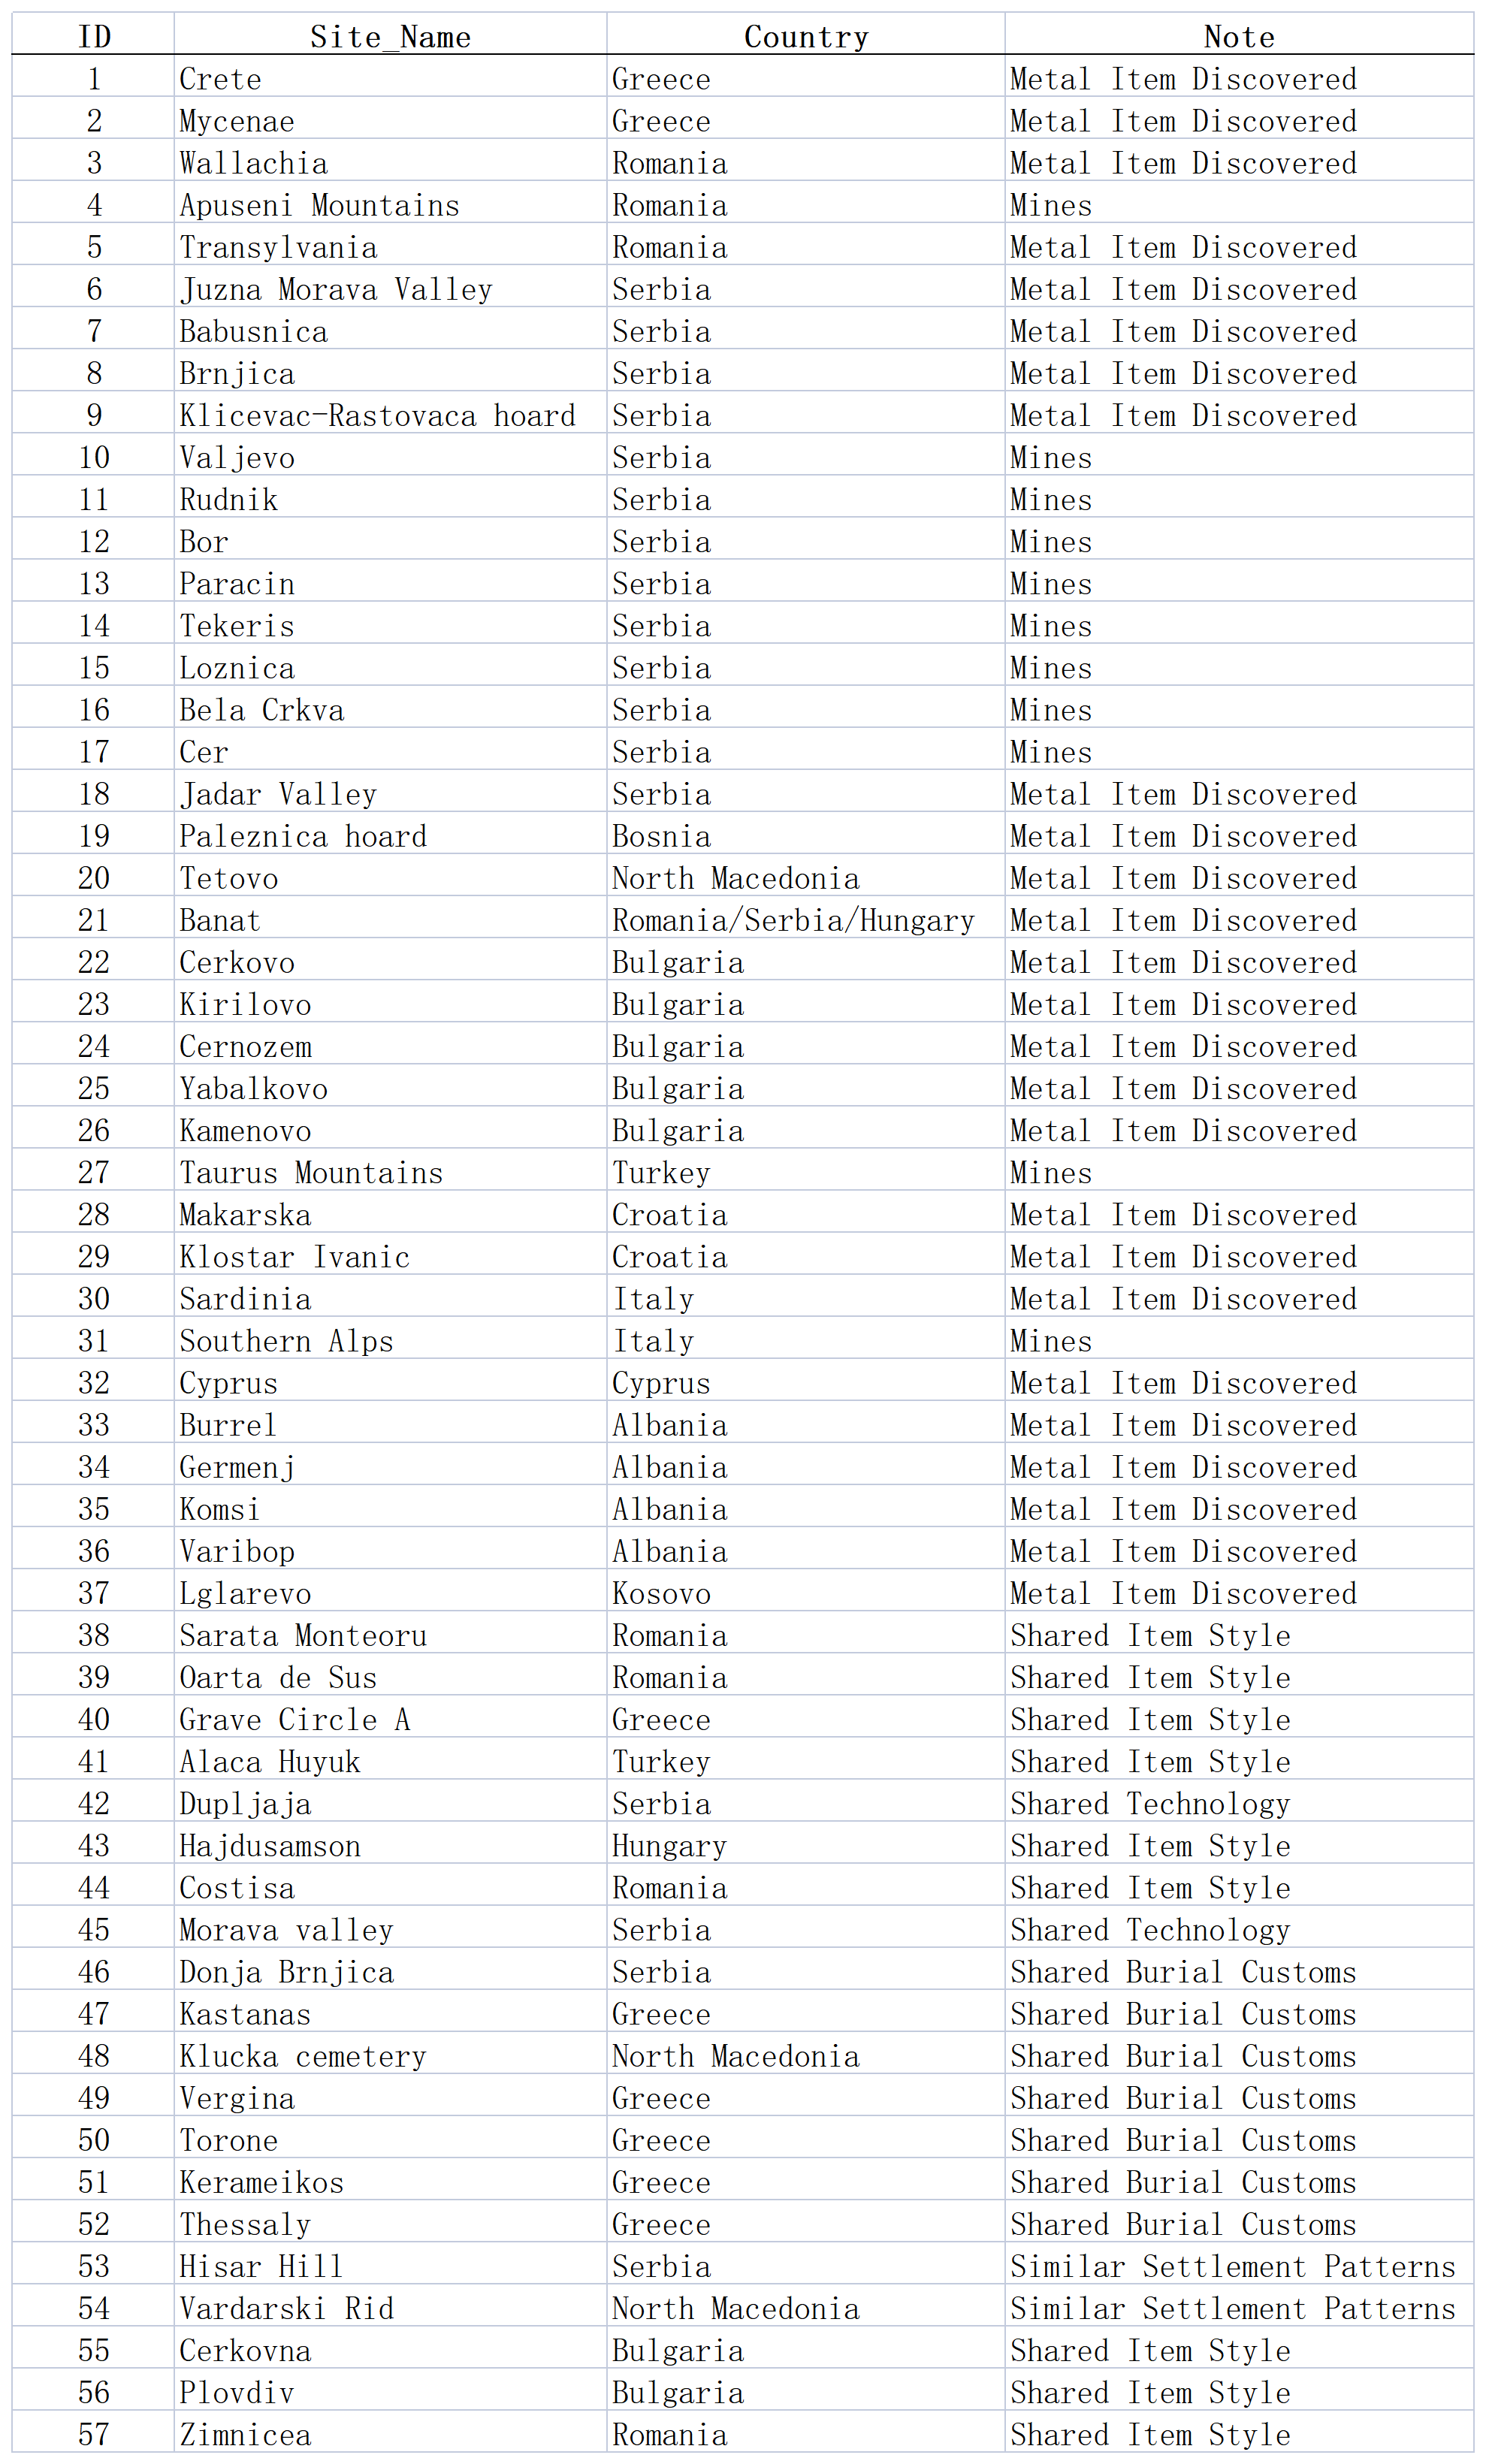 ID Site_Name Country Note
1 Crete Greece Metal Item Discovered
2 Mycenae Greece Metal Item Discovered
3 Wallachia Romania Metal Item Discovered
4 Apuseni Mountains Romania Mines
5 Transylvania Romania Metal Item Discovered
6 Juzna Morava Valley Serbia Metal Item Discovered
7 Babusnica Serbia Metal Item Discovered
8 Brnjica Serbia Metal Item Discovered
9 Klicevac-Rastovaca hoard Serbia Metal Item Discovered
10 Valjevo Serbia Mines
11 Rudnik Serbia Mines
12 Bor Serbia Mines
13 Paracin Serbia Mines
14 Tekeris Serbia Mines
15 Loznica Serbia Mines
16 Bela Crkva Serbia Mines
17 Cer Serbia Mines
18 Jadar Valley Serbia Metal Item Discovered
19 Paleznica hoard Bosnia Metal Item Discovered
20 Tetovo North Macedonia Metal Item Discovered
21 Banat Romania/Serbia/Hungary Metal Item Discovered
22 Cerkovo Bulgaria Metal Item Discovered
23 Kirilovo Bulgaria Metal Item Discovered
24 Cernozem Bulgaria Metal Item Discovered
25 Yabalkovo Bulgaria Metal Item Discovered
26 Kamenovo Bulgaria Metal Item Discovered
27 Taurus Mountains Turkey Mines
28 Makarska Croatia Metal Item Discovered
29 Klostar Ivanic Croatia Metal Item Discovered
30 Sardinia Italy Metal Item Discovered
31 Southern Alps Italy Mines
32 Cyprus Cyprus Metal Item Discovered
33 Burrel Albania Metal Item Discovered
34 Germenj Albania Metal Item Discovered
35 Komsi Albania Metal Item Discovered
36 Varibop Albania Metal Item Discovered
37 Lglarevo Kosovo Metal Item Discovered
38 Sarata Monteoru Romania Shared Item Style
39 Oarta de Sus Romania Shared Item Style
40 Grave Circle A Greece Shared Item Style
41 Alaca Huyuk Turkey Shared Item Style
42 Dupljaja Serbia Shared Technology
43 Hajdusamson Hungary Shared Item Style
44 Costisa Romania Shared Item Style
45 Morava valley Serbia Shared Technology
46 Donja Brnjica Serbia Shared Burial Customs
47 Kastanas Greece Shared Burial Customs
48 Klucka cemetery North Macedonia Shared Burial Customs
49 Vergina Greece Shared Burial Customs
50 Torone Greece Shared Burial Customs
51 Kerameikos Greece Shared Burial Customs
52 Thessaly Greece Shared Burial Customs
53 Hisar Hill Serbia Similar Settlement Patterns
54 Vardarski Rid North Macedonia Similar Settlement Patterns
55 Cerkovna Bulgaria Shared Item Style
56 Plovdiv Bulgaria Shared Item Style
57 Zimnicea Romania Shared Item Style